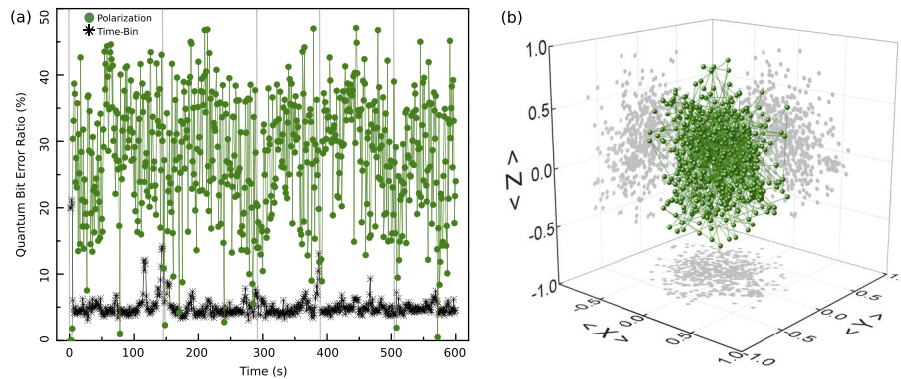 (a)
Polarization
Time-Bin
50
40
30
20
10
0
Quantum Bit Error Ratio (%)
0 100 200 300 400 500 600
Time (s)
(b)
1.0
0.5
0.0
-0.5
-1.0
< Z >
-0.5
0.0
0.5
1.0
<X>
-1.0
-0.5
0.0
0.5
1.
<Y>